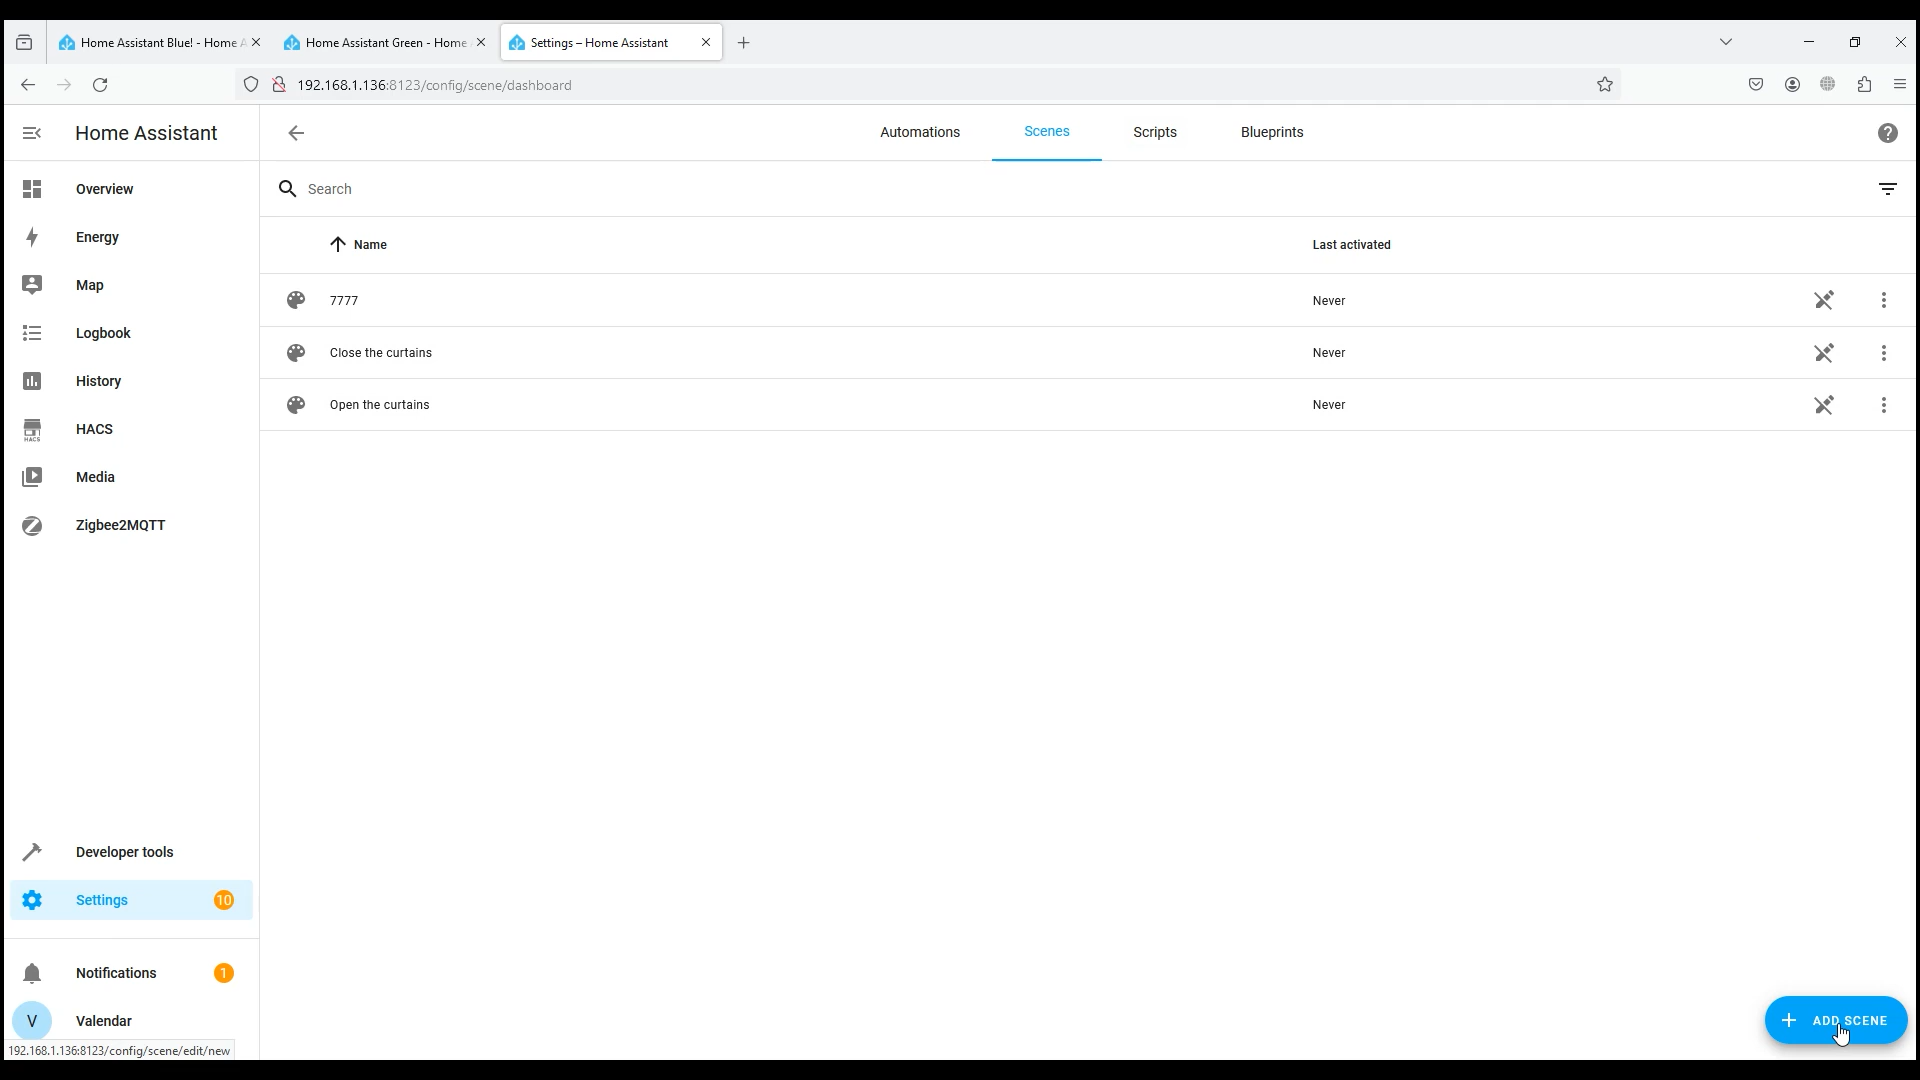 Home Assistant Blue! - Home A
Home Assistant Green - Home
Settings – Home Assistant
192.168.1.136:8123/config/scene/dashboard
Home Assistant
Automations
Scenes
Scripts
Blueprints
Overview
Search
Energy
Name
Last activated
Map
7777
Never
Logbook
Close the curtains
Never
History
Open the curtains
Never
HACS
HACS
Media
Zigbee2MQTT
Developer tools
Settings
10
Notifications
1
V
Valendar
ADD SCENE
192.168.1.136:8123/config/scene/edit/new